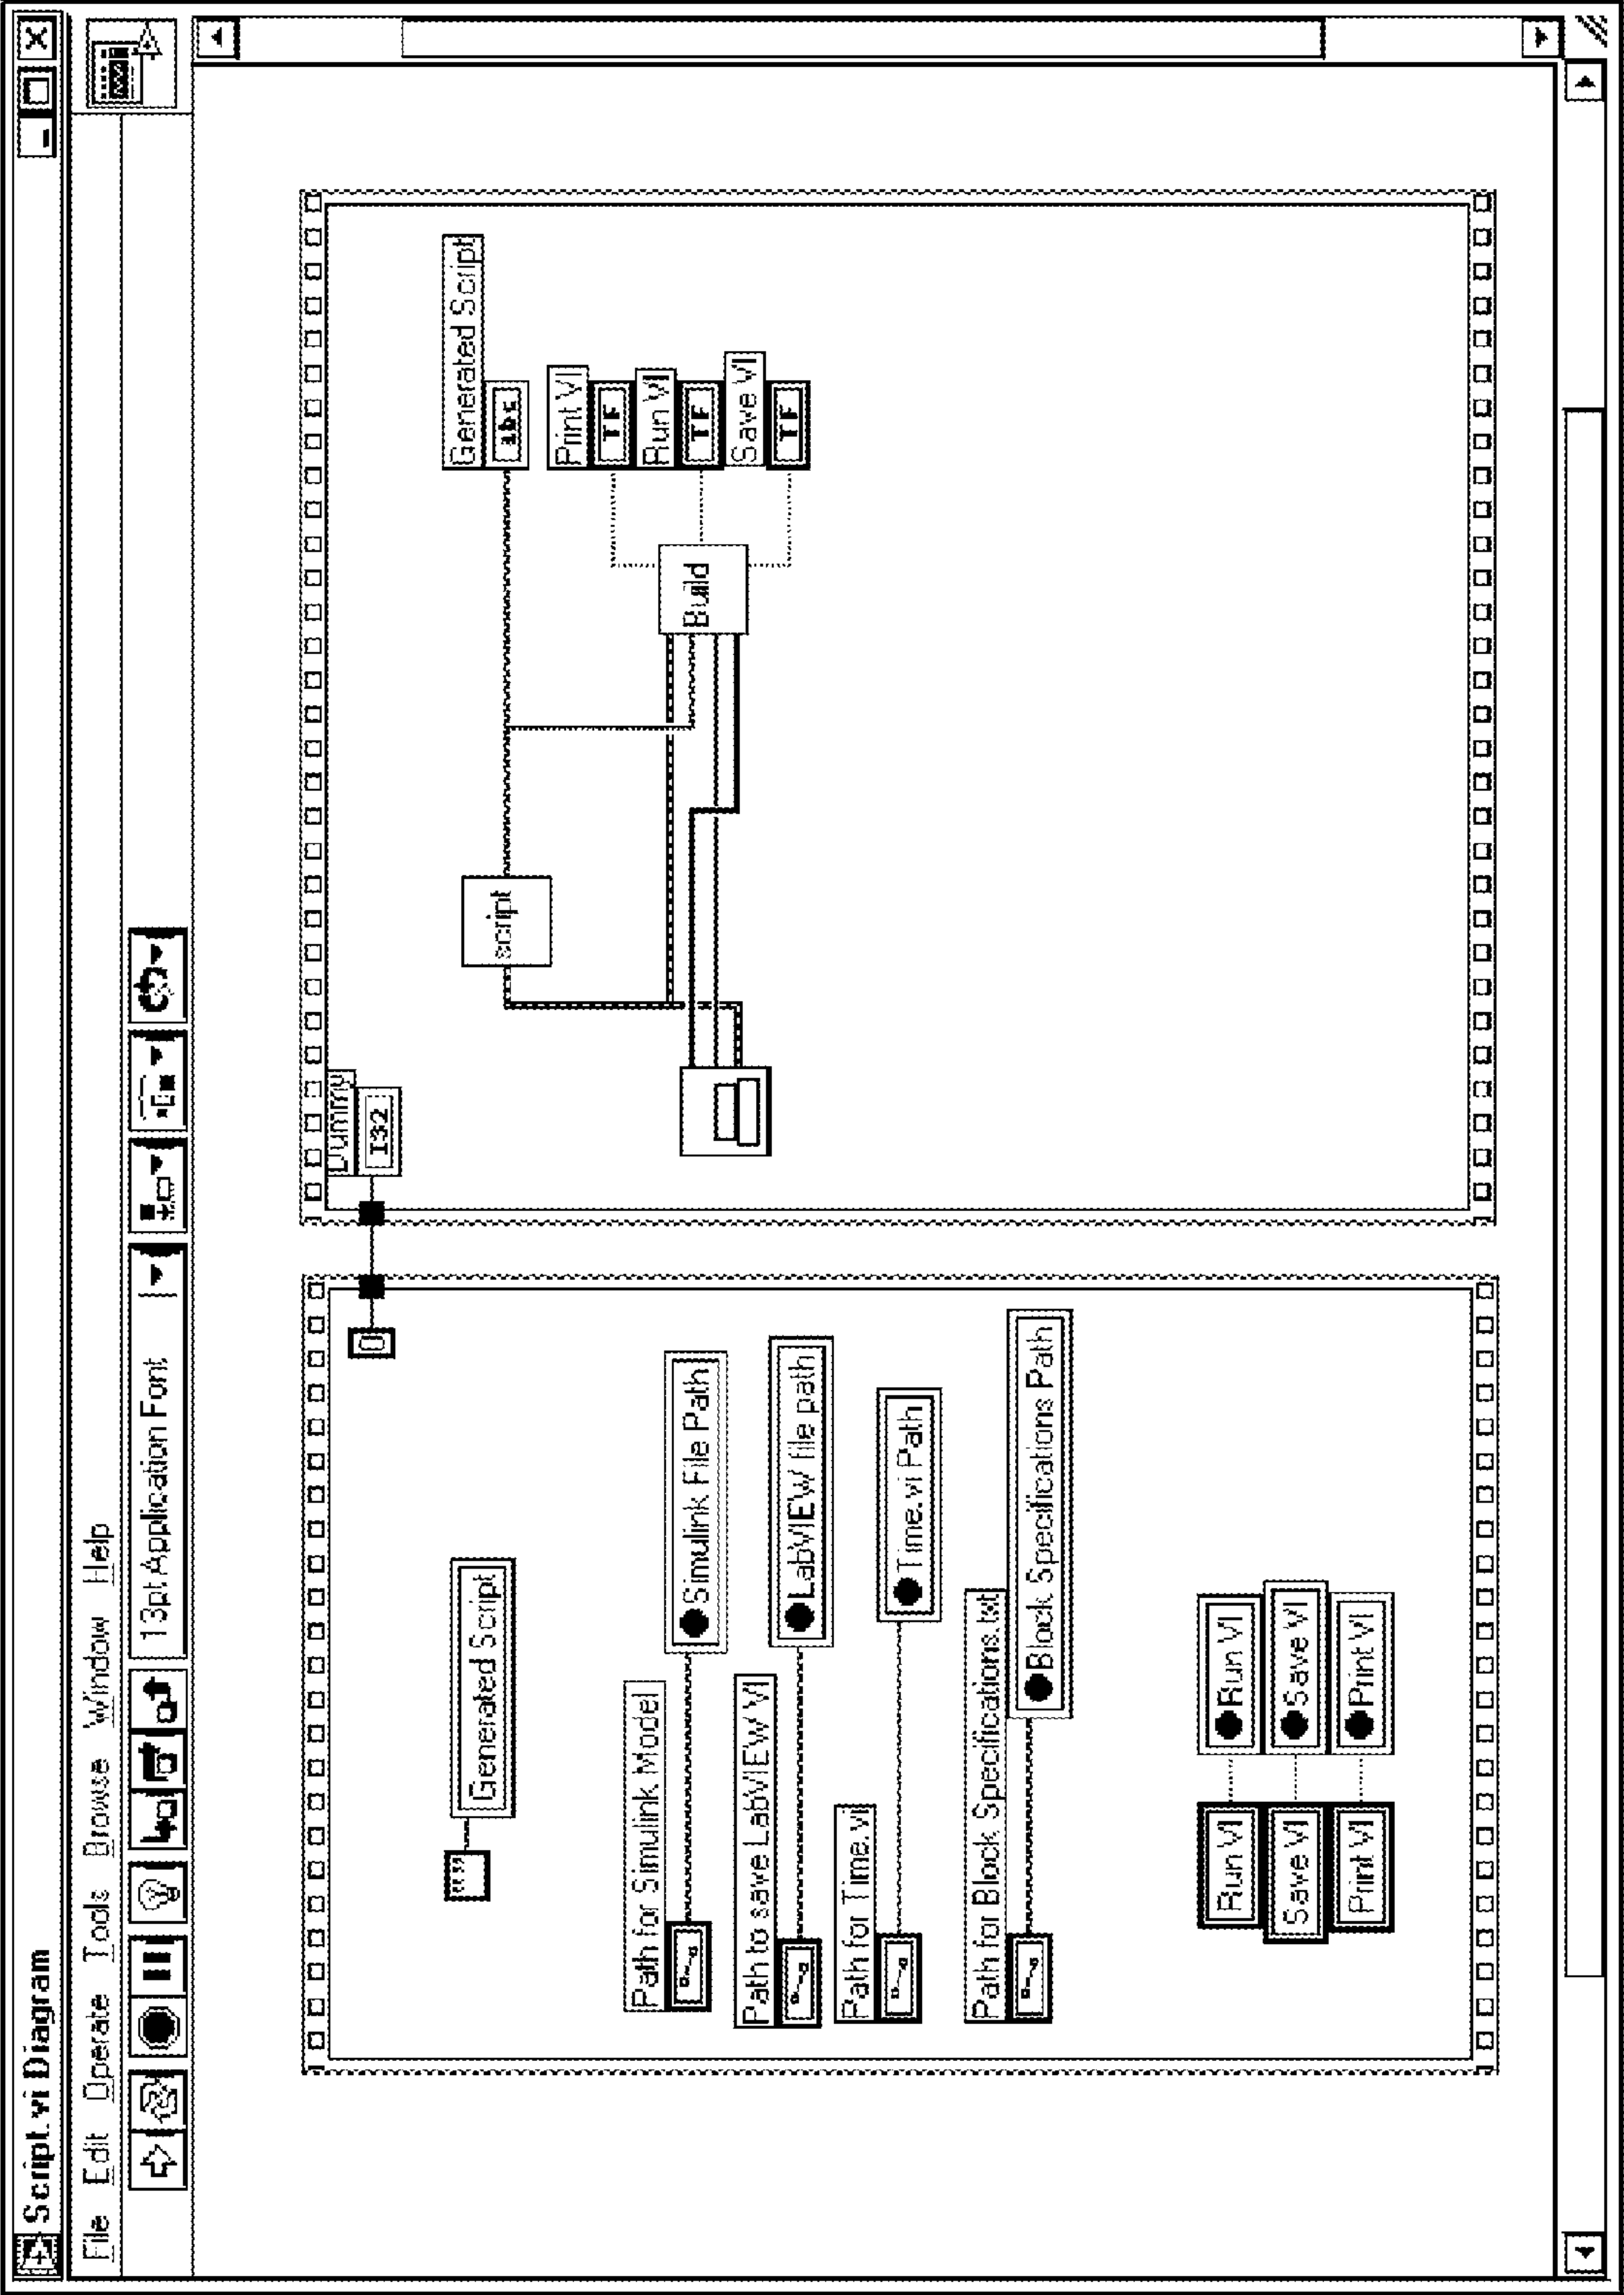 Script.vi Diagram
File Edit Operate Tools Browse Window Help
13pt Application Font
""
Generated Script
Path for Simulink Model
Simulink File Path
Path to save LabVIEW VI
LabVIEW file path
Path for Time.vi
Time.vi Path
Path for Block Specifications.txt
Block Specifications Path
Run VI
Run VI
Save VI
Save VI
Print VI
Print VI
0
Dummy
I32
script
Build
Generated Script
abc
Print VI
TF
Run VI
TF
Save VI
TF